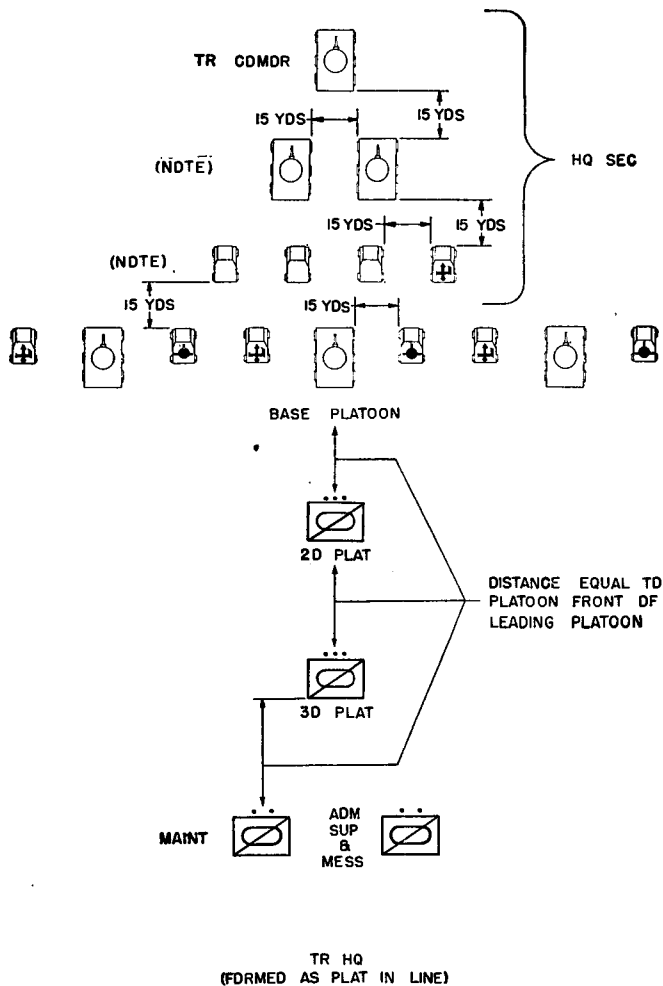 TR CDMDR
15 YDS
15 YDS
(NDTE)
HQ SEC
15 YDS
15 YDS
(NDTE)
15 YDS
15 YDS
BASE PLATOON
2D PLAT
DISTANCE EQUAL TD
PLATOON FRONT DF
LEADING PLATOON
3D PLAT
MAINT
ADM
SUP
&
MESS
TR HQ
(FDRMED AS PLAT IN LINE)